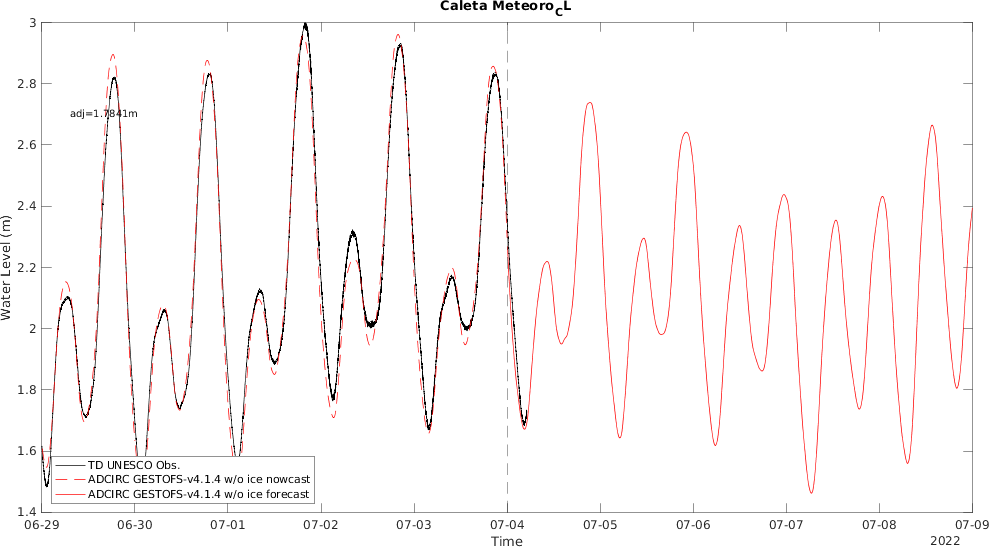 Caleta Meteoro_CL
3
2.8
adj=1.7841m
2.6
2.4
Water Level (m)
2.2
2
1.8
1.6
TD UNESCO Obs.
ADCIRC GESTOFS-v4.1.4 w/o ice nowcast
ADCIRC GESTOFS-v4.1.4 w/o ice forecast
1.4
06-29 06-30 07-01 07-02 07-03 07-04 07-05 07-06 07-07 07-08 07-09
Time
2022